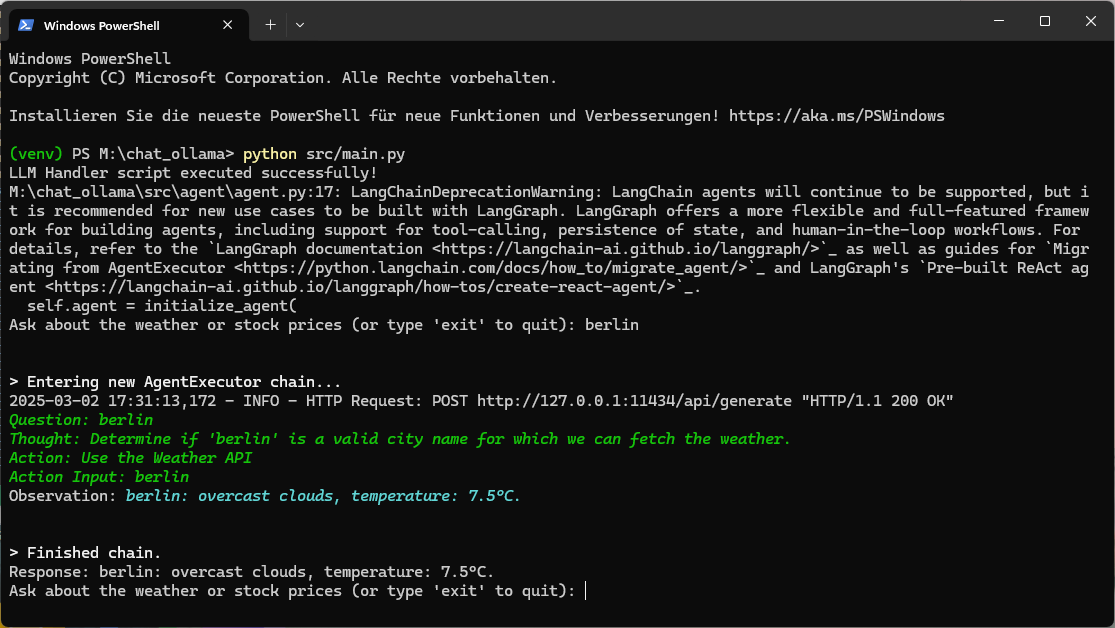 Windows PowerShell
Windows PowerShell
Copyright (C) Microsoft Corporation. Alle Rechte vorbehalten.
Installieren Sie die neueste PowerShell für neue Funktionen und Verbesserungen! https://aka.ms/PSWindows
(venv) PS M:\chat_ollama> python src/main.py
LLM Handler script executed successfully!
M:\chat_ollama\src\agent\agent.py:17: LangChainDeprecationWarning: LangChain agents will continue to be supported, but i
t is recommended for new use cases to be built with LangGraph. LangGraph offers a more flexible and full-featured framew
ork for building agents, including support for tool-calling, persistence of state, and human-in-the-loop workflows. For
details, refer to the `LangGraph documentation <https://langchain-ai.github.io/langgraph/>`_ as well as guides for `Migr
ating from AgentExecutor <https://python.langchain.com/docs/how_to/migrate_agent/>`_ and LangGraph's `Pre-built ReAct ag
ent <https://langchain-ai.github.io/langgraph/how-tos/create-react-agent/>`_.
  self.agent = initialize_agent(
Ask about the weather or stock prices (or type 'exit' to quit): berlin
> Entering new AgentExecutor chain...
2025-03-02 17:31:13,172 - INFO - HTTP Request: POST http://127.0.0.1:11434/api/generate "HTTP/1.1 200 OK"
Question: berlin
Thought: Determine if 'berlin' is a valid city name for which we can fetch the weather.
Action: Use the Weather API
Action Input: berlin
Observation: berlin: overcast clouds, temperature: 7.5°C.
> Finished chain.
Response: berlin: overcast clouds, temperature: 7.5°C.
Ask about the weather or stock prices (or type 'exit' to quit):